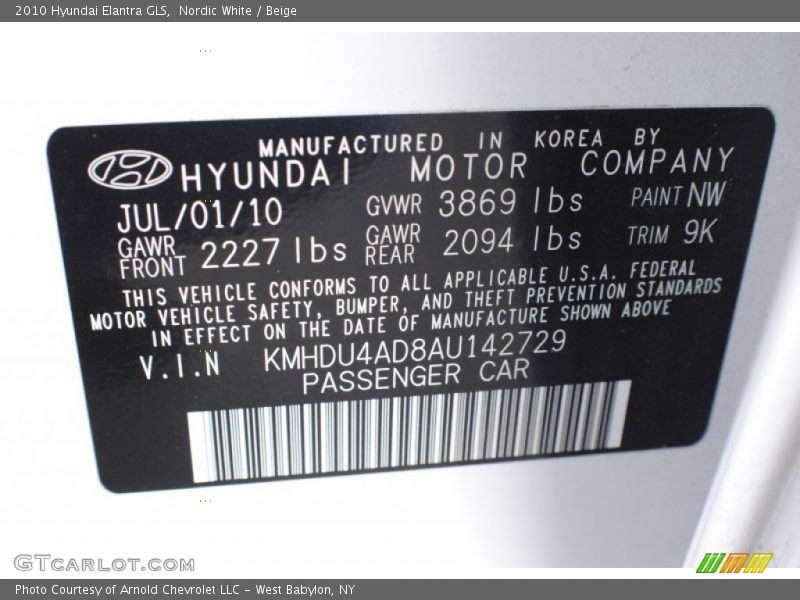 2010 Hyundai Elantra GLS,  Nordic White / Beige
MANUFACTURED IN KOREA BY
HYUNDAI MOTOR COMPANY
JUL/01/10 GVWR 3869 lbs PAINT NW
GAWR FRONT 2227 lbs GAWR REAR 2094 lbs TRIM 9K
THIS VEHICLE CONFORMS TO ALL APPLICABLE U.S.A. FEDERAL
MOTOR VEHICLE SAFETY, BUMPER, AND THEFT PREVENTION STANDARDS
IN EFFECT ON THE DATE OF MANUFACTURE SHOWN ABOVE
V.I.N KMHDU4AD8AU142729
PASSENGER CAR
GTCARLOT.COM
Photo Courtesy of Arnold Chevrolet LLC - West Babylon, NY